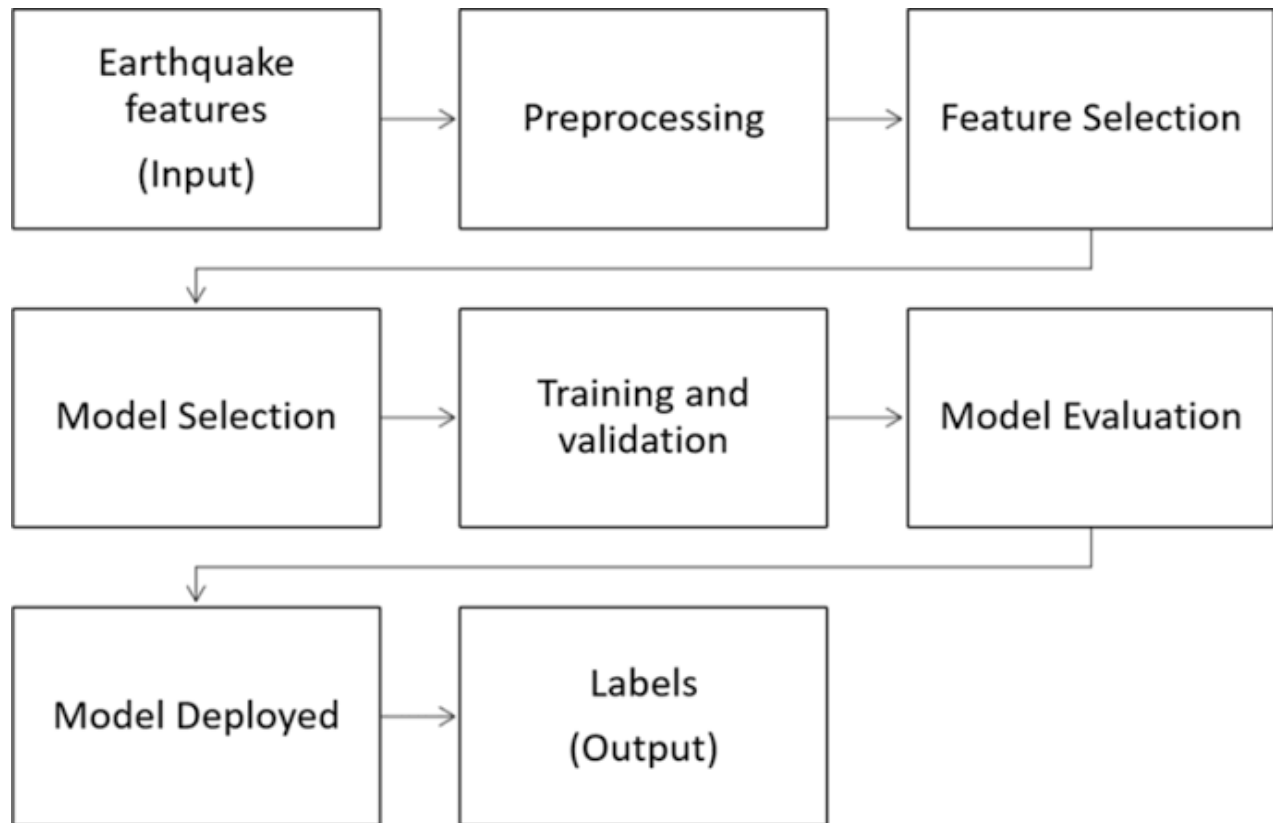 Earthquake
features
(Input)
Preprocessing
Feature Selection
Model Selection
Training and
validation
Model Evaluation
Model Deployed
Labels
(Output)